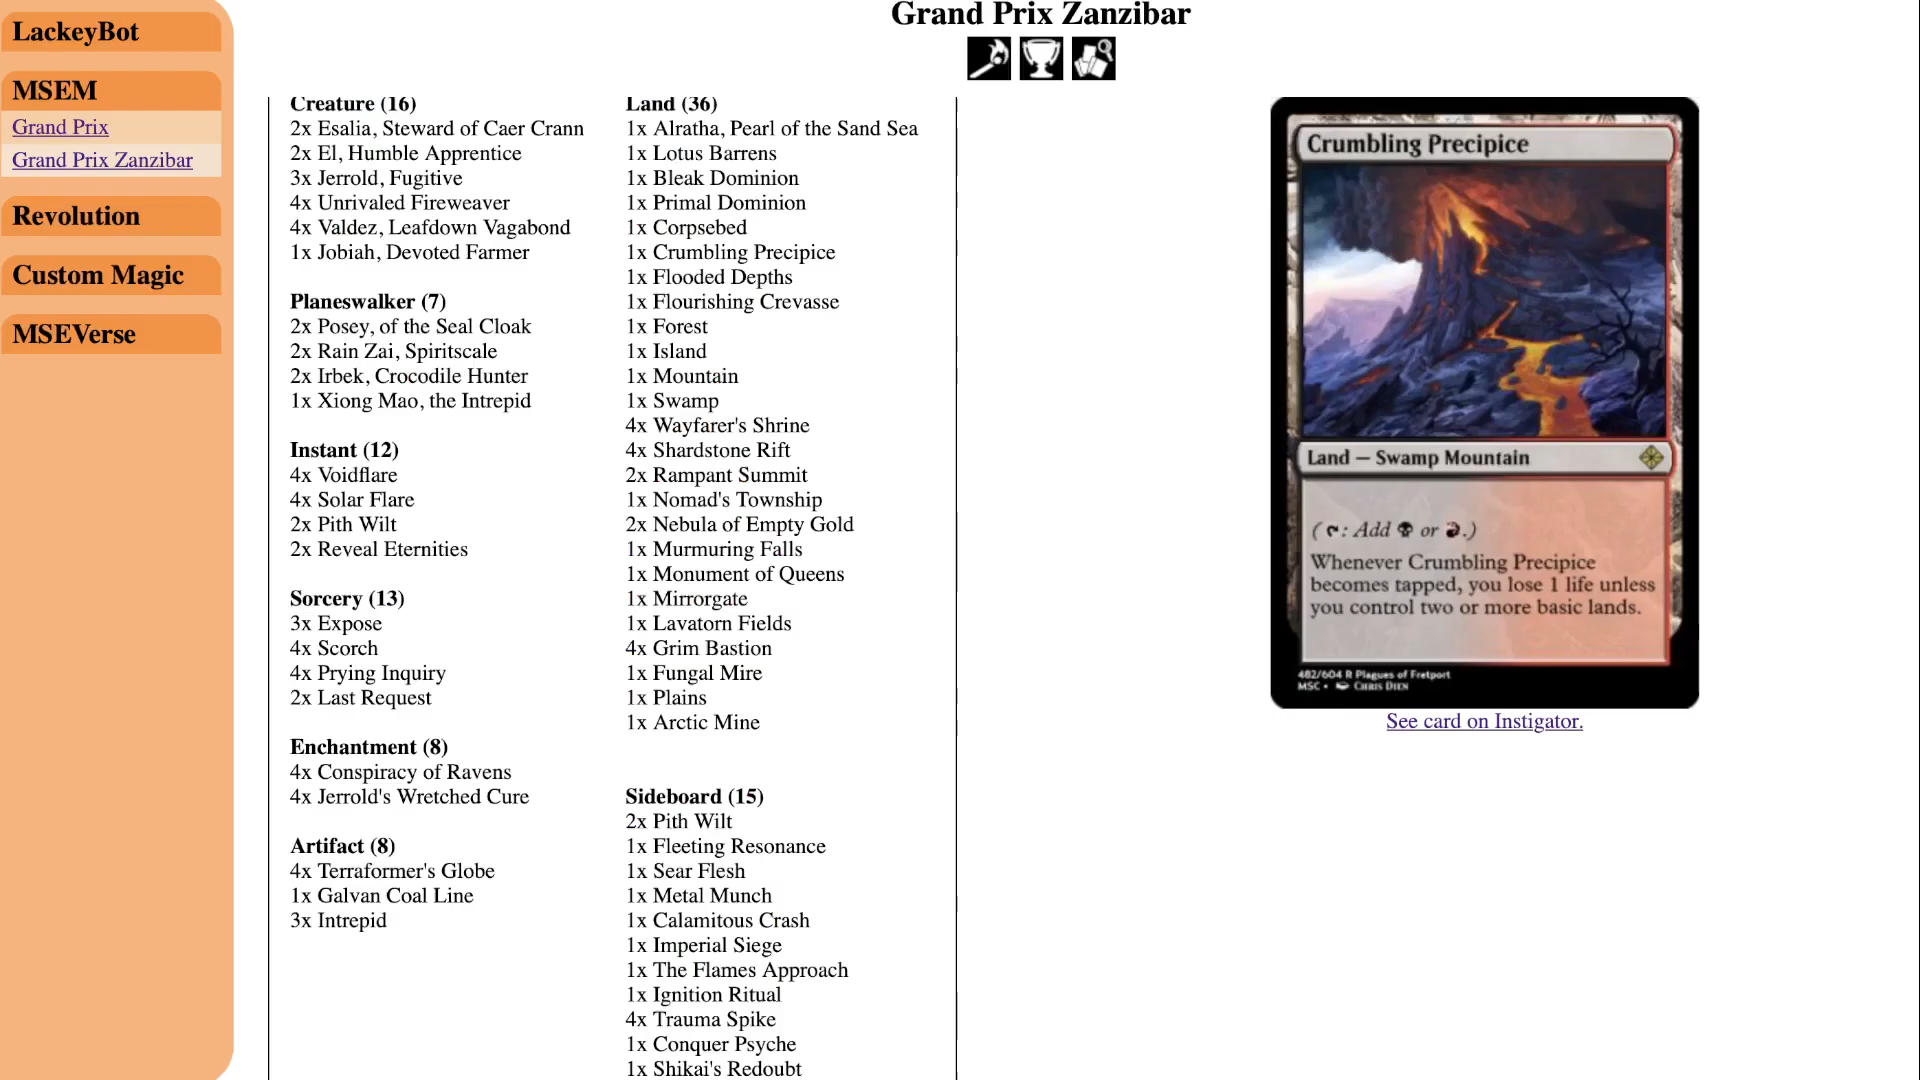 LackeyBot
MSEM
Grand Prix
Grand Prix Zanzibar
Revolution
Custom Magic
MSEVerse
Grand Prix Zanzibar
Creature (16)
2x Esalia, Steward of Caer Crann
2x El, Humble Apprentice
3x Jerrold, Fugitive
4x Unrivaled Fireweaver
4x Valdez, Leafdown Vagabond
1x Jobiah, Devoted Farmer
Planeswalker (7)
2x Posey, of the Seal Cloak
2x Rain Zai, Spiritscale
2x Irbek, Crocodile Hunter
1x Xiong Mao, the Intrepid
Instant (12)
4x Voidflare
4x Solar Flare
2x Pith Wilt
2x Reveal Eternities
Sorcery (13)
3x Expose
4x Scorch
4x Prying Inquiry
2x Last Request
Enchantment (8)
4x Conspiracy of Ravens
4x Jerrold's Wretched Cure
Artifact (8)
4x Terraformer's Globe
1x Galvan Coal Line
3x Intrepid
Land (36)
1x Alratha, Pearl of the Sand Sea
1x Lotus Barrens
1x Bleak Dominion
1x Primal Dominion
1x Corpsebed
1x Crumbling Precipice
1x Flooded Depths
1x Flourishing Crevasse
1x Forest
1x Island
1x Mountain
1x Swamp
4x Wayfarer's Shrine
4x Shardstone Rift
2x Rampant Summit
1x Nomad's Township
2x Nebula of Empty Gold
1x Murmuring Falls
1x Monument of Queens
1x Mirrorgate
1x Lavatorn Fields
4x Grim Bastion
1x Fungal Mire
1x Plains
1x Arctic Mine
Sideboard (15)
2x Pith Wilt
1x Fleeting Resonance
1x Sear Flesh
1x Metal Munch
1x Calamitous Crash
1x Imperial Siege
1x The Flames Approach
1x Ignition Ritual
4x Trauma Spike
1x Conquer Psyche
1x Shikai's Redoubt
Crumbling Precipice
Land — Swamp Mountain
( : Add or .)
Whenever Crumbling Precipice
becomes tapped, you lose 1 life unless
you control two or more basic lands.
482/604 R Plagues of Fretport
MSC • Chris Dien
See card on Instigator.